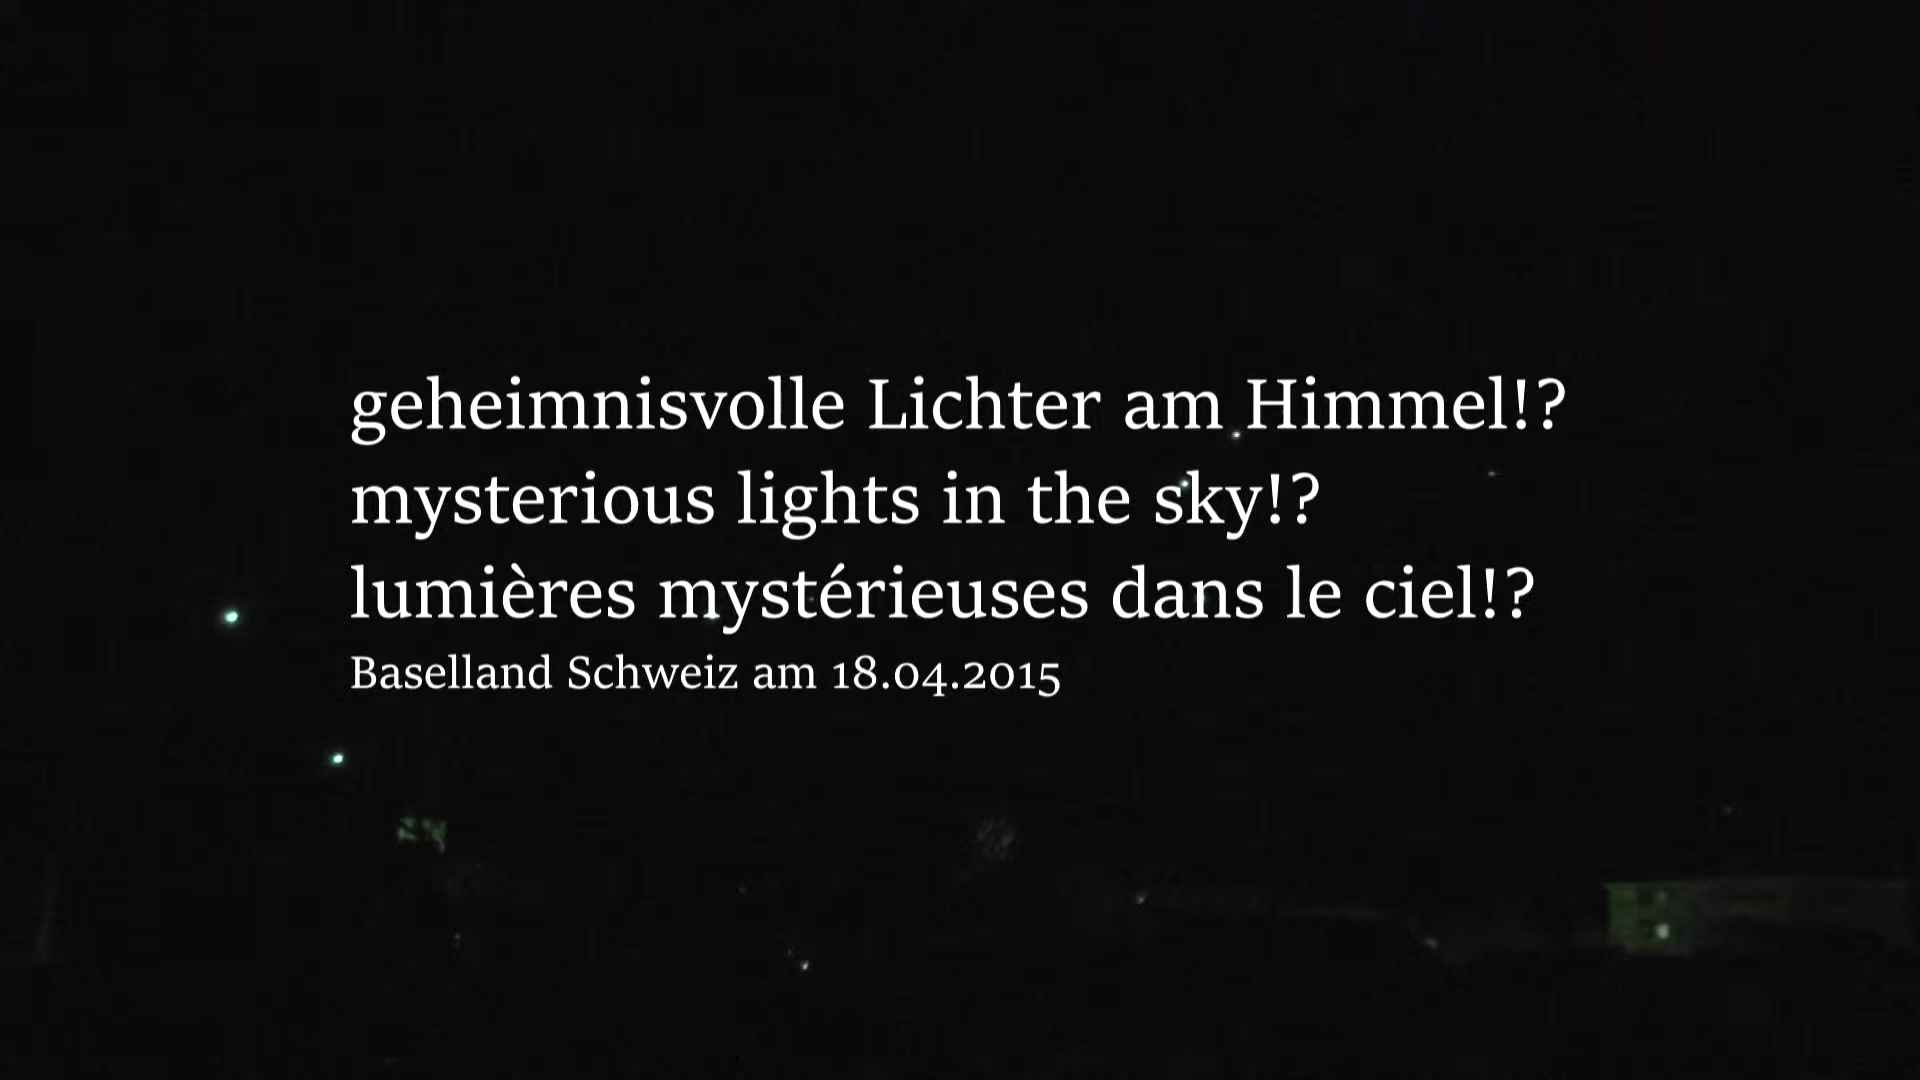 geheimnisvolle Lichter am Himmel!?
mysterious lights in the sky!?
lumières mystérieuses dans le ciel!?
Baselland Schweiz am 18.04.2015